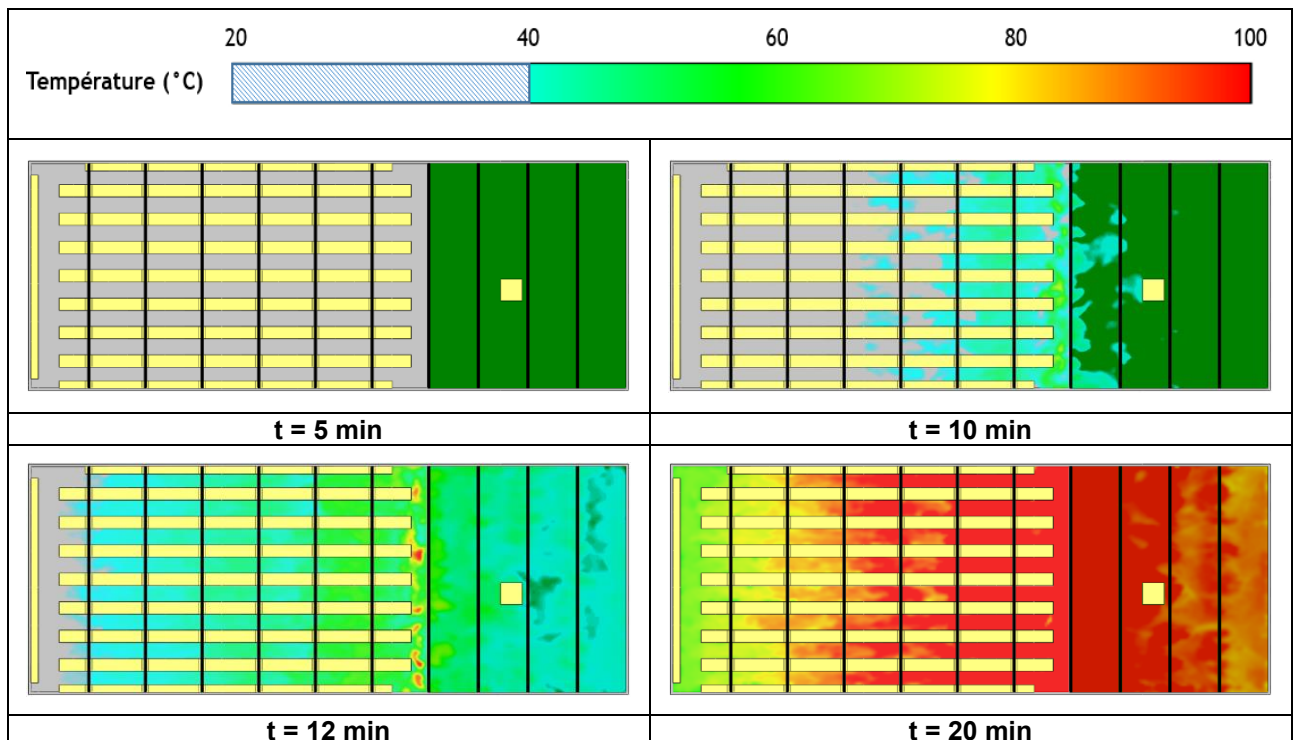 20 40 60 80 100
Température (°C)
t = 5 min t = 10 min
t = 12 min t = 20 min